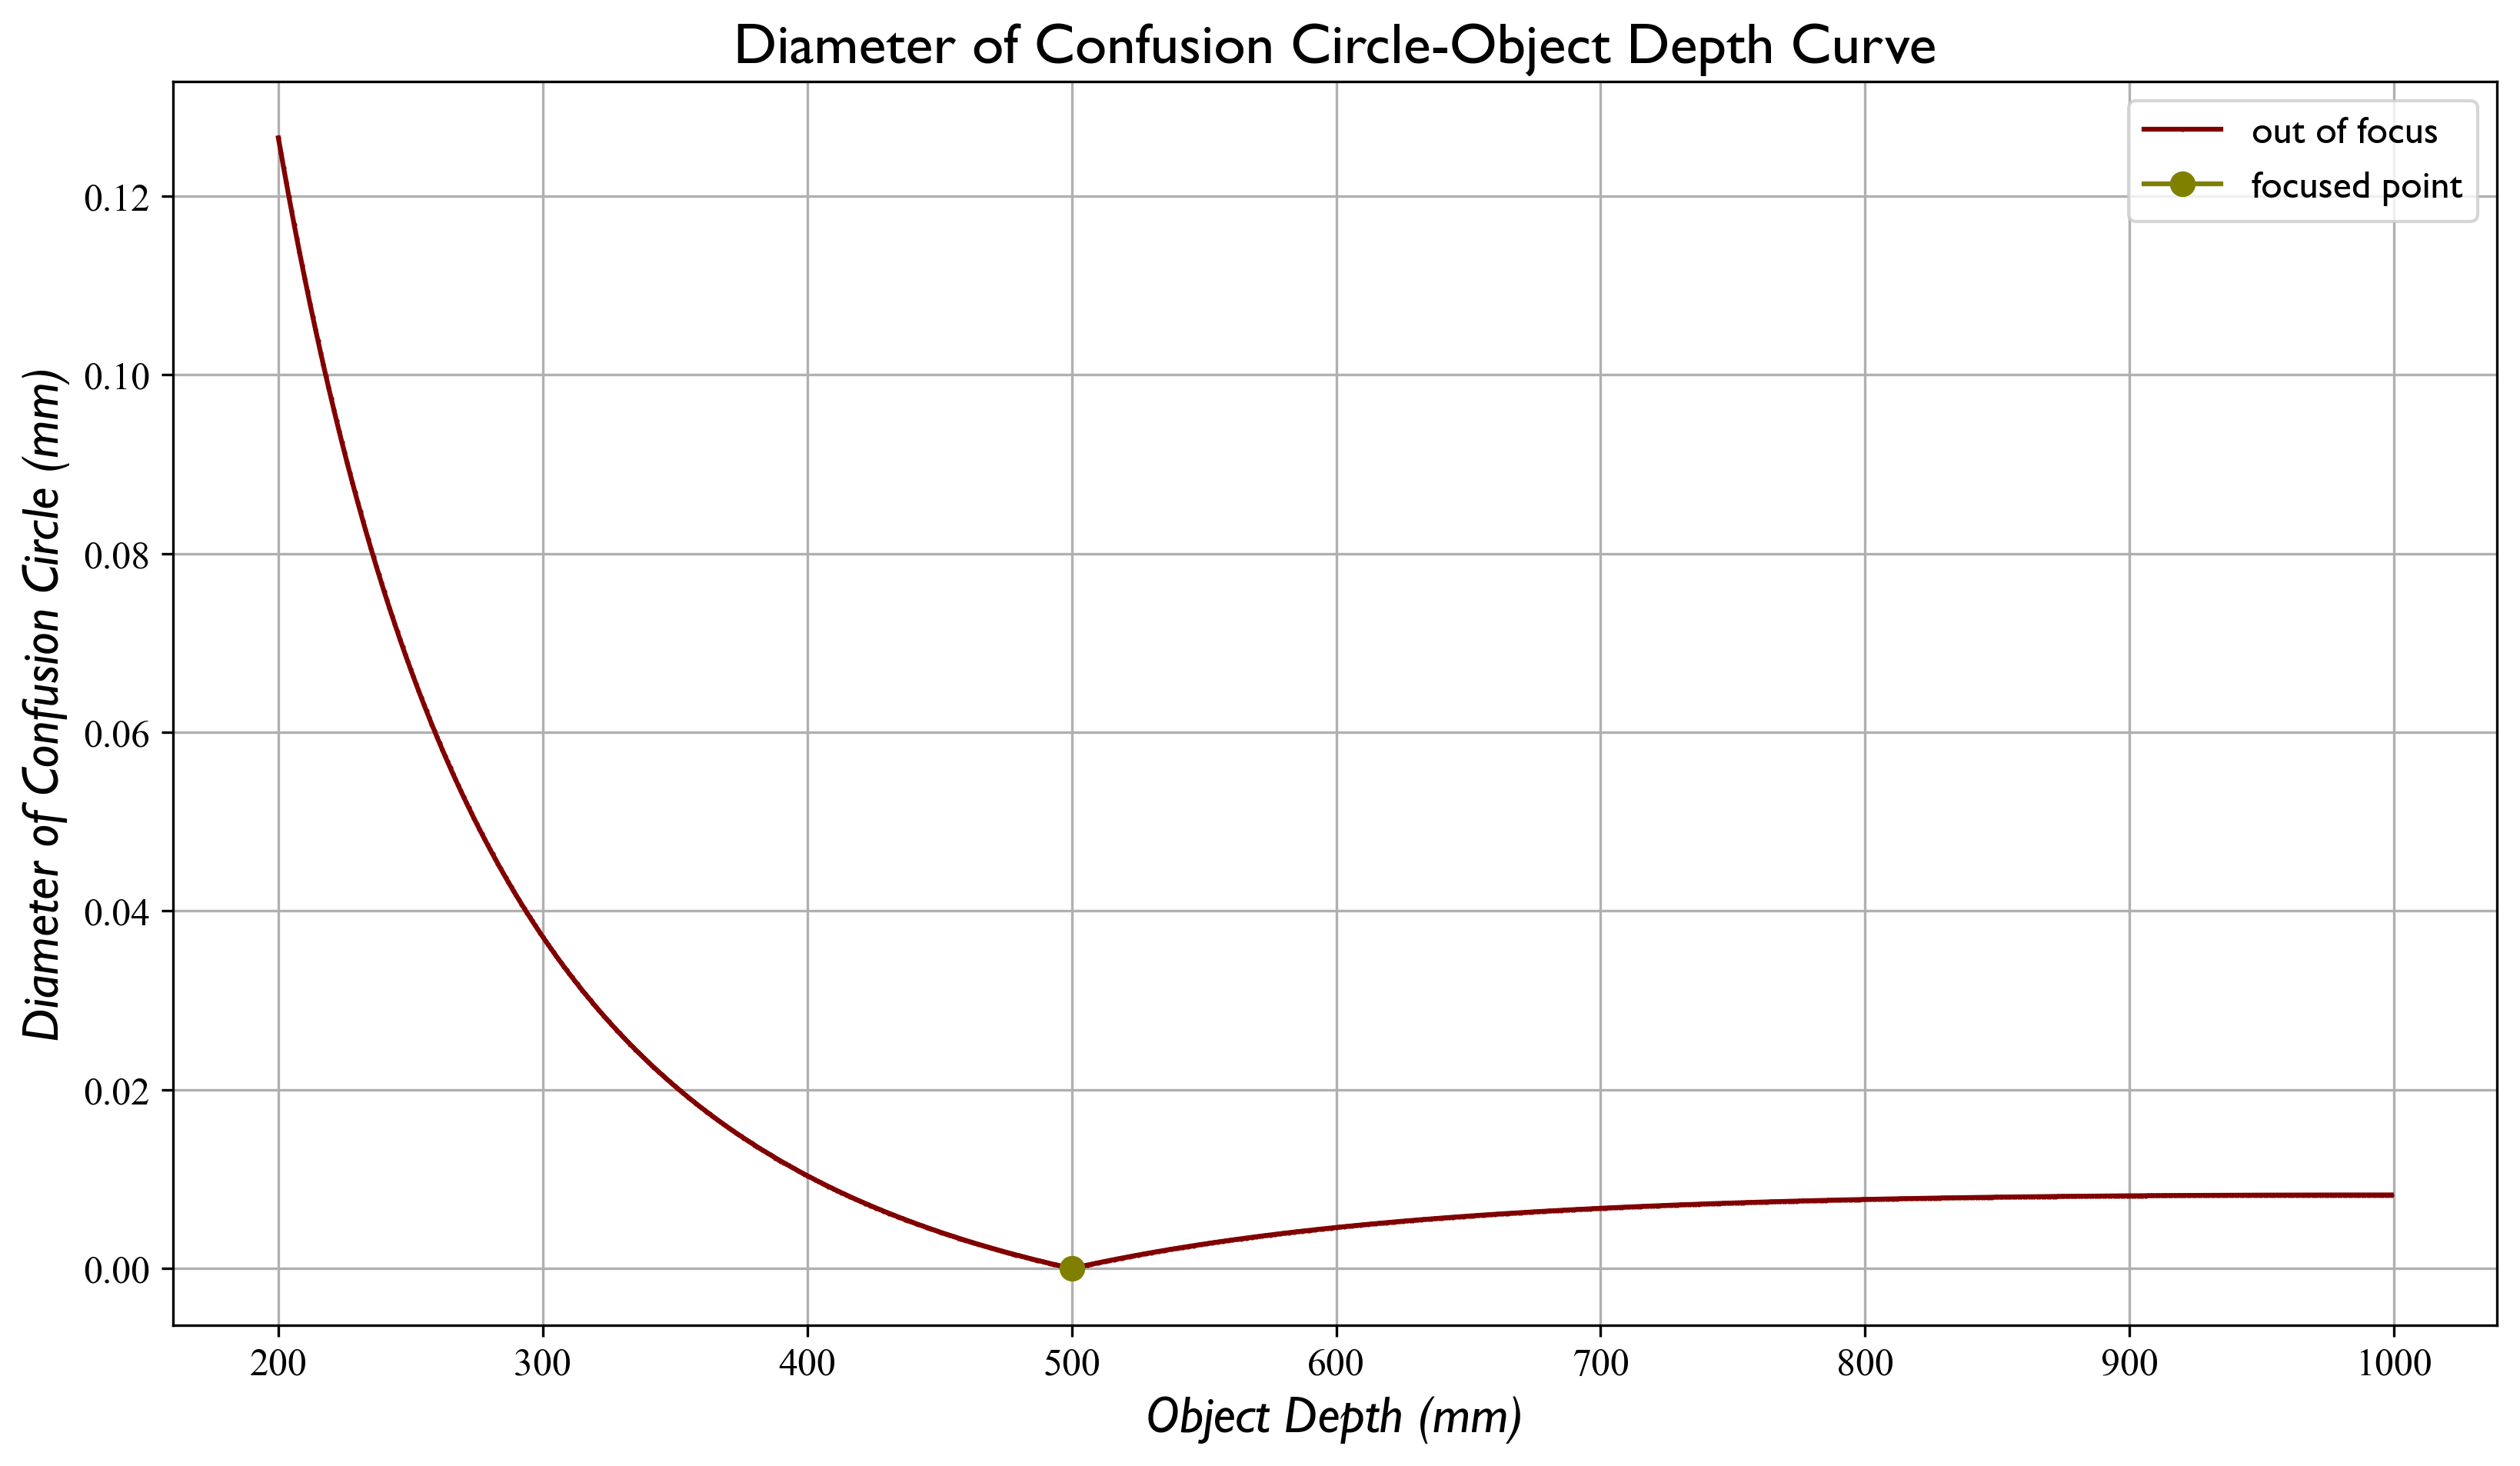 Diameter of Confusion Circle-Object Depth Curve
out of focus
focused point
Diameter of Confusion Circle (mm)
0.12
0.10
0.08
0.06
0.04
0.02
0.00
200 300 400 500 600 700 800 900 1000
Object Depth (mm)